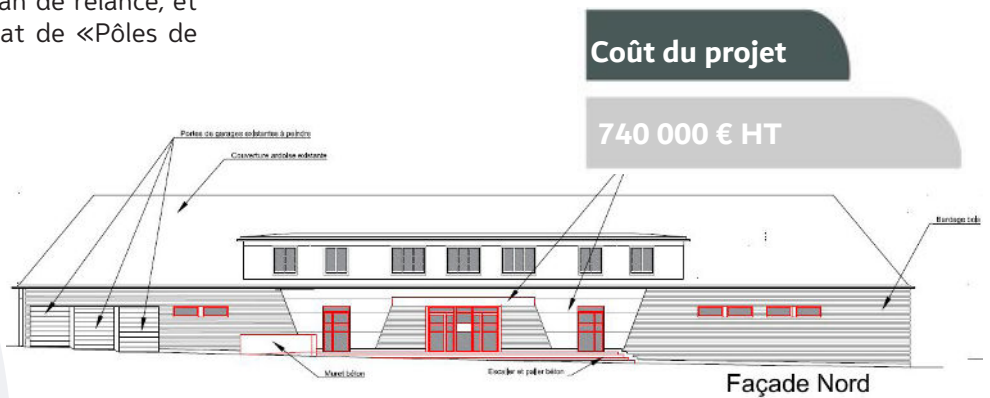 an de relance, et
at de «Pôles de
Coût du projet
740 000 € HT
Portes de garages existantes à peindre
Couverture ardoise existante
Bardage bois
Muret béton
Escalier et palier béton
Façade Nord